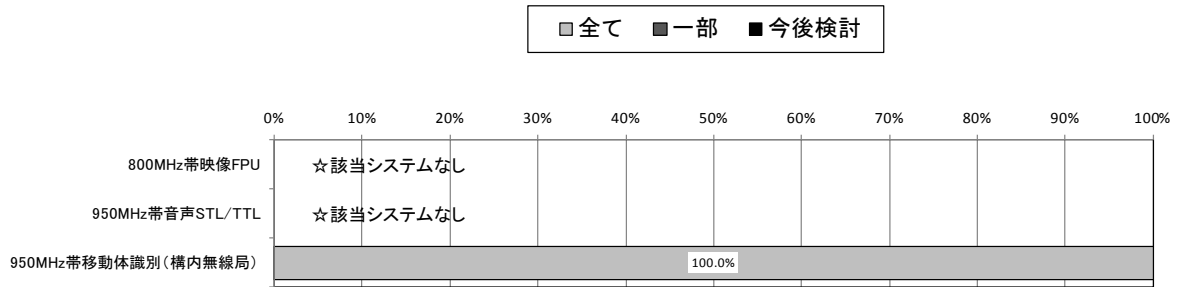 全て 一部 今後検討
0% 10% 20% 30% 40% 50% 60% 70% 80% 90% 100%
800MHz帯映像FPU ☆該当システムなし
950MHz帯音声STL/TTL ☆該当システムなし
950MHz帯移動体識別(構内無線局) 100.0%